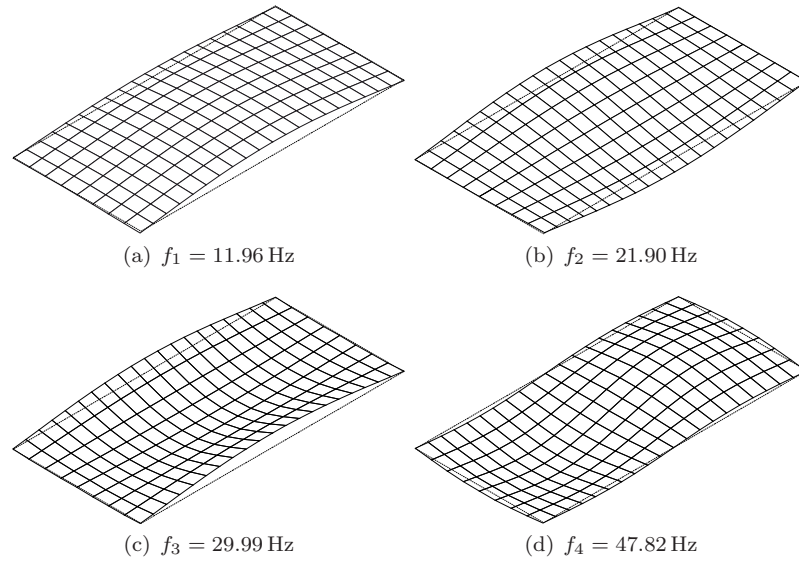 (a) f₁ = 11.96 Hz
(b) f₂ = 21.90 Hz
(c) f₃ = 29.99 Hz
(d) f₄ = 47.82 Hz